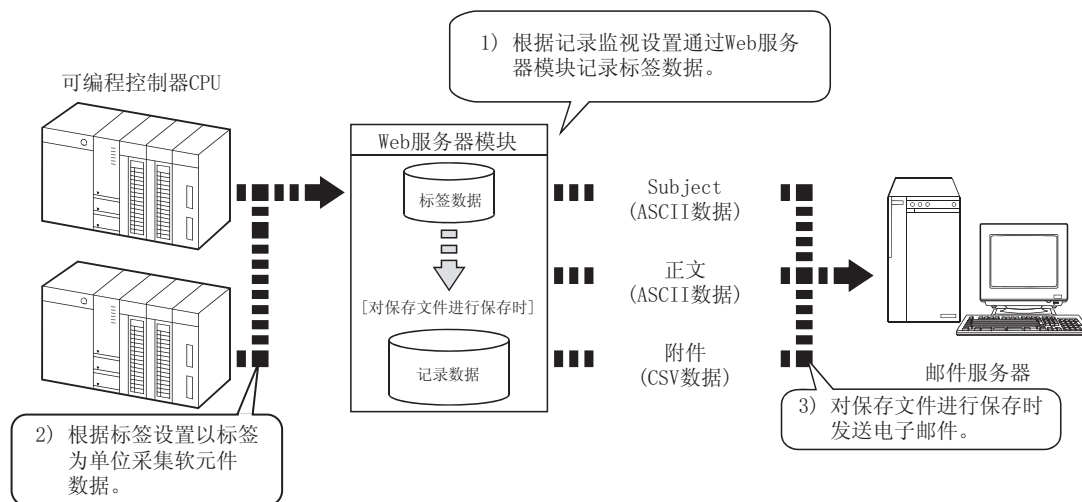 1) 根据记录监视设置通过Web服务
器模块记录标签数据。
可编程控制器CPU
Web服务器模块
标签数据
[对保存文件进行保存时]
记录数据
Subject
(ASCII数据)
正文
(ASCII数据)
附件
(CSV数据)
邮件服务器
2) 根据标签设置以标签
为单位采集软元件
数据。
3) 对保存文件进行保存时
发送电子邮件。